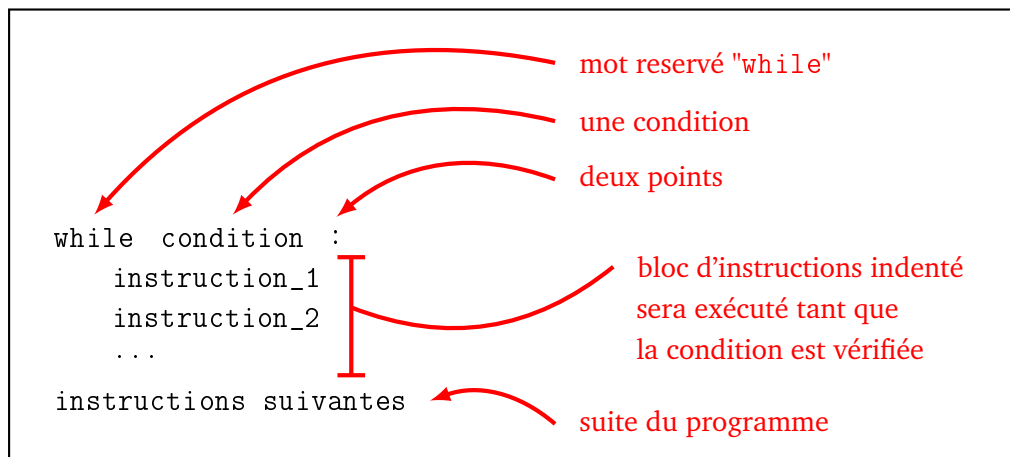 mot reservé "while"
une condition
deux points
while condition :
instruction_1
instruction_2
...
instructions suivantes
bloc d'instructions indenté
sera exécuté tant que
la condition est vérifiée
suite du programme